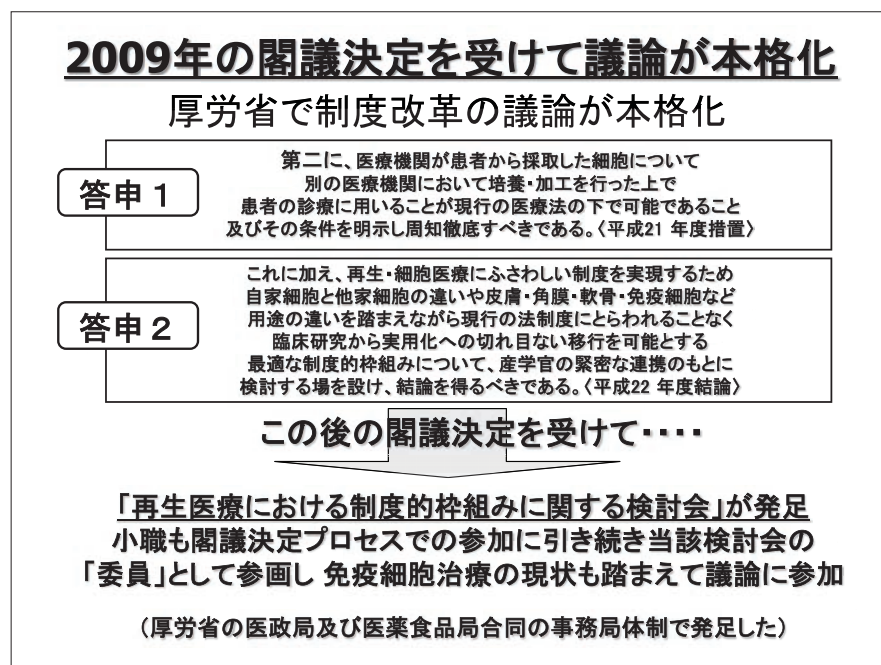 2009年の閣議決定を受けて議論が本格化
厚労省で制度改革の議論が本格化
答申1
第二に、医療機関が患者から採取した細胞について
別の医療機関において培養・加工を行った上で
患者の診療に用いることが現行の医療法の下で可能であること
及びその条件を明示し周知徹底すべきである。〈平成21 年度措置〉
答申2
これに加え、再生・細胞医療にふさわしい制度を実現するため
自家細胞と他家細胞の違いや皮膚・角膜・軟骨・免疫細胞など
用途の違いを踏まえながら現行の法制度にとらわれることなく
臨床研究から実用化への切れ目ない移行を可能とする
最適な制度的枠組みについて、産学官の緊密な連携のもとに
検討する場を設け、結論を得るべきである。〈平成22 年度結論〉
この後の閣議決定を受けて・・・・
「再生医療における制度的枠組みに関する検討会」が発足
小職も閣議決定プロセスでの参加に引き続き当該検討会の
「委員」として参画し 免疫細胞治療の現状も踏まえて議論に参加
(厚労省の医政局及び医薬食品局合同の事務局体制で発足した)